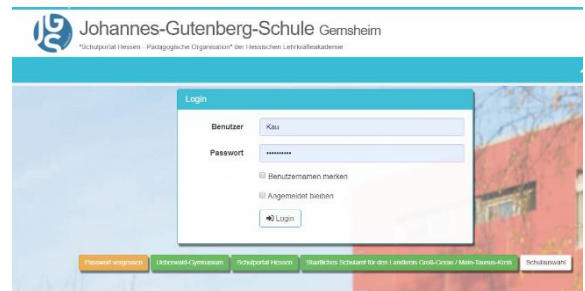 Johannes-Gutenberg-Schule Gernsheim
"Schulportal Hessen - Pädagogische Organisation" der Hessischen Lehrkräfteakademie
Login
Benutzer Kau
Passwort ••••••••••
Benutzernamen merken
Angemeldet bleiben
Login
Passwort vergessen Ueberwald-Gymnasium Schulportal Hessen Staatliches Schulamt für den Landkreis Groß-Gerau / Main-Taunus-Kreis Schulauswahl